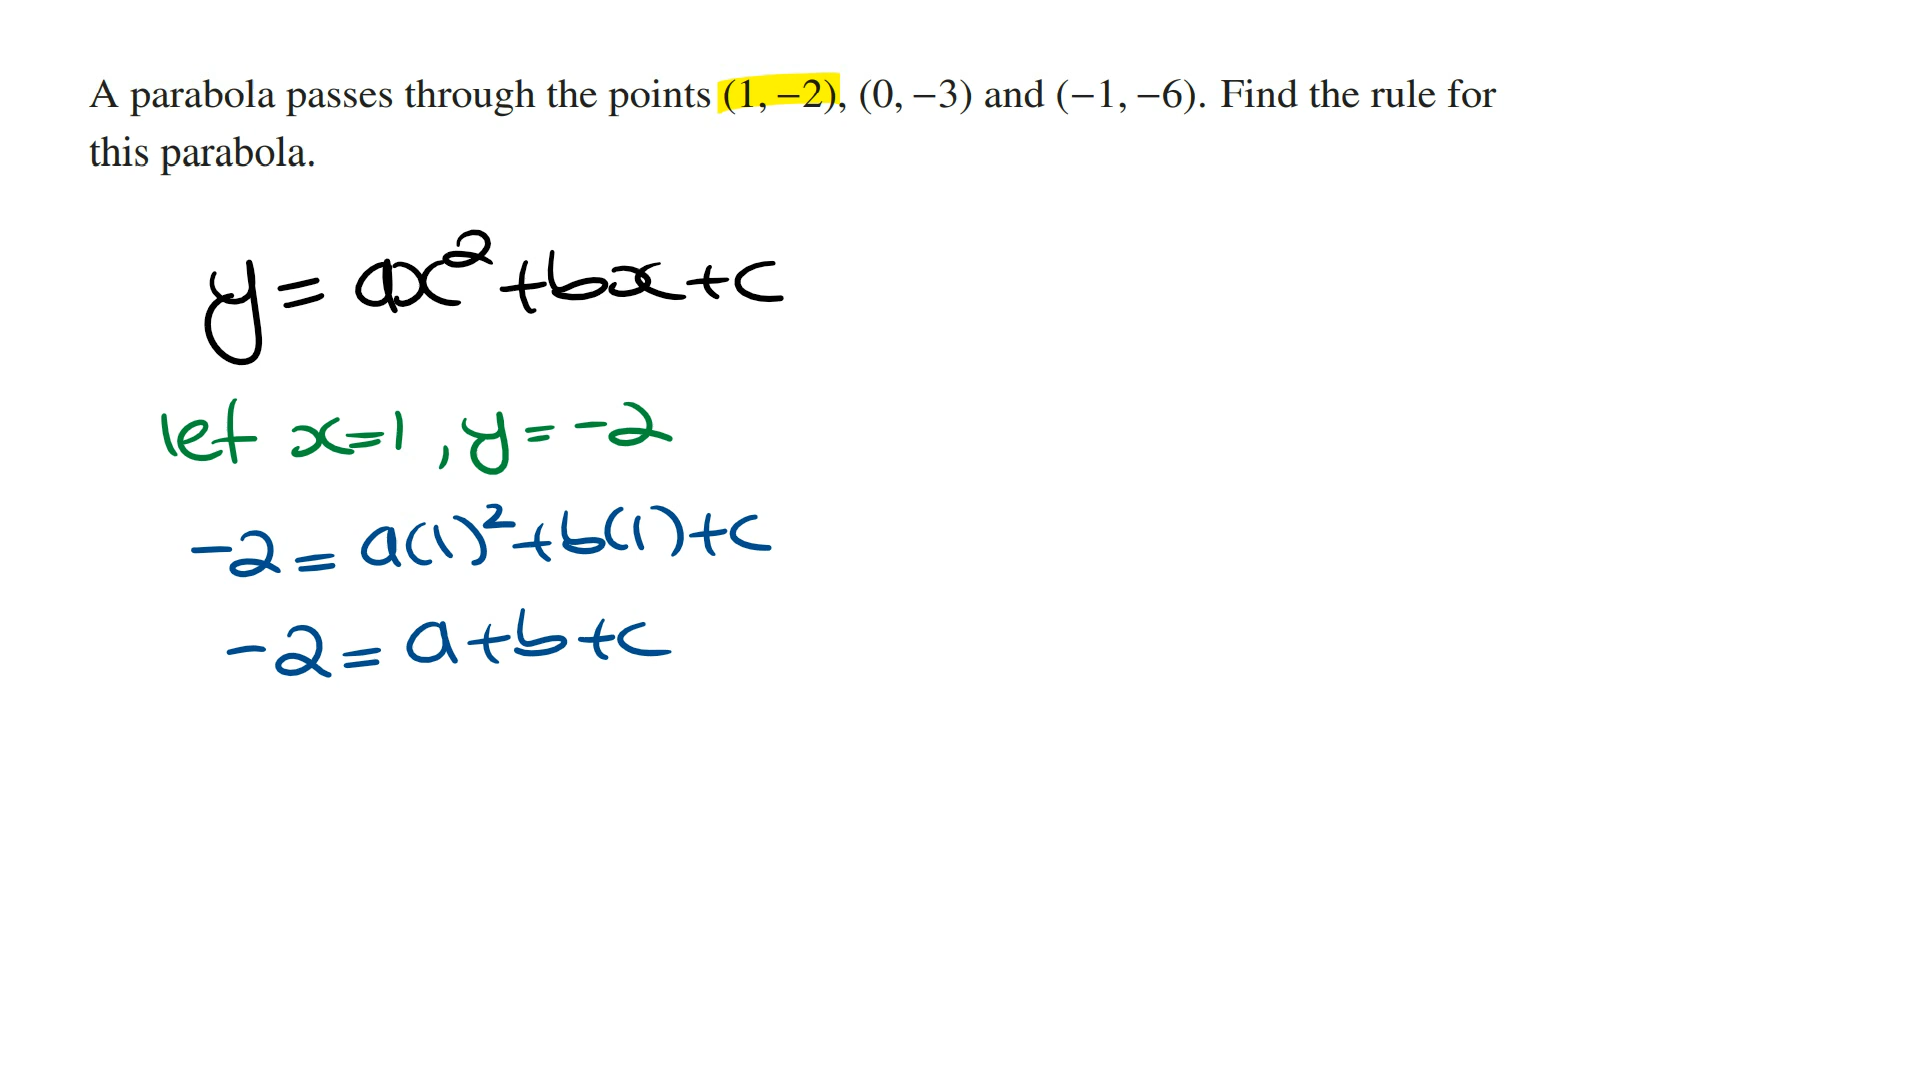 A parabola passes through the points (1, −2), (0, −3) and (−1, −6). Find the rule for
this parabola.
y = ax² + bx + c
let x=1, y = -2
-2 = a(1)² + b(1) + c
-2 = a + b + c